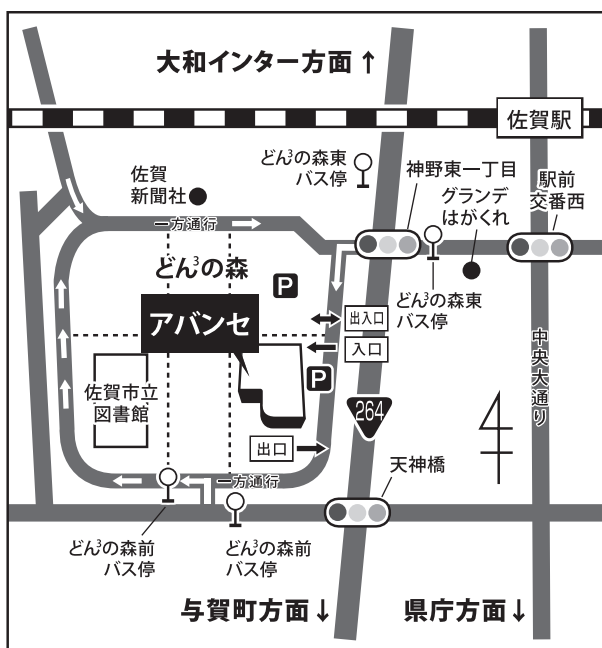 大和インター方面↑
佐賀駅
どん³の森東
バス停
神野東一丁目
佐賀
新聞社
グランデ
はがくれ
駅前
交番西
一方通行
どん³の森
P
アバンセ
出入口
入口
どん³の森東
バス停
中央大通り
P
佐賀市立
図書館
264
出口
天神橋
一方通行
どん³の森前
バス停
どん³の森前
バス停
与賀町方面↓
県庁方面↓